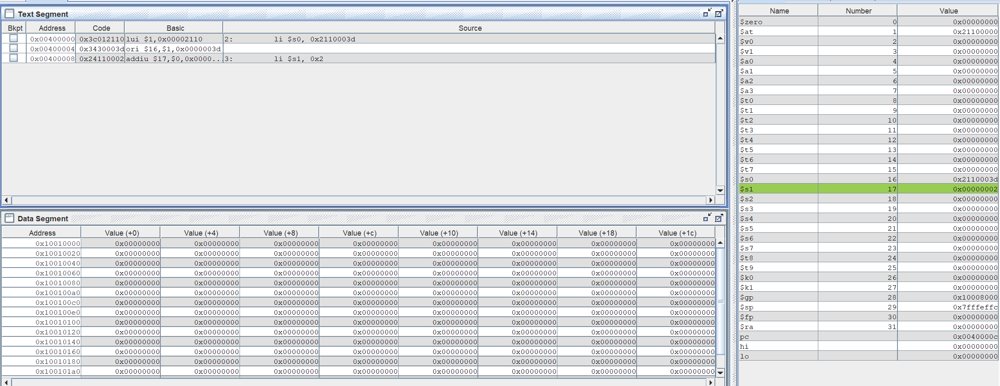 Text Segment
Bkpt Address Code Basic Source
0x00400000 0x3c012110 lui $1,0x00002110 2: li $s0, 0x2110003d
0x00400004 0x3430003d ori $16,$1,0x0000003d
0x00400008 0x24110002 addiu $17,$0,0x0000... 3: li $s1, 0x2
Data Segment
Address Value (+0) Value (+4) Value (+8) Value (+c) Value (+10) Value (+14) Value (+18) Value (+1c)
0x10010000 0x00000000 0x00000000 0x00000000 0x00000000 0x00000000 0x00000000 0x00000000 0x00000000
0x10010020 0x00000000 0x00000000 0x00000000 0x00000000 0x00000000 0x00000000 0x00000000 0x00000000
0x10010040 0x00000000 0x00000000 0x00000000 0x00000000 0x00000000 0x00000000 0x00000000 0x00000000
0x10010060 0x00000000 0x00000000 0x00000000 0x00000000 0x00000000 0x00000000 0x00000000 0x00000000
0x10010080 0x00000000 0x00000000 0x00000000 0x00000000 0x00000000 0x00000000 0x00000000 0x00000000
0x100100a0 0x00000000 0x00000000 0x00000000 0x00000000 0x00000000 0x00000000 0x00000000 0x00000000
0x100100c0 0x00000000 0x00000000 0x00000000 0x00000000 0x00000000 0x00000000 0x00000000 0x00000000
0x100100e0 0x00000000 0x00000000 0x00000000 0x00000000 0x00000000 0x00000000 0x00000000 0x00000000
0x10010100 0x00000000 0x00000000 0x00000000 0x00000000 0x00000000 0x00000000 0x00000000 0x00000000
0x10010120 0x00000000 0x00000000 0x00000000 0x00000000 0x00000000 0x00000000 0x00000000 0x00000000
0x10010140 0x00000000 0x00000000 0x00000000 0x00000000 0x00000000 0x00000000 0x00000000 0x00000000
0x10010160 0x00000000 0x00000000 0x00000000 0x00000000 0x00000000 0x00000000 0x00000000 0x00000000
0x10010180 0x00000000 0x00000000 0x00000000 0x00000000 0x00000000 0x00000000 0x00000000 0x00000000
0x100101a0 0x00000000 0x00000000 0x00000000 0x00000000 0x00000000 0x00000000 0x00000000 0x00000000
Name Number Value
$zero 0 0x00000000
$at 1 0x21100000
$v0 2 0x00000000
$v1 3 0x00000000
$a0 4 0x00000000
$a1 5 0x00000000
$a2 6 0x00000000
$a3 7 0x00000000
$t0 8 0x00000000
$t1 9 0x00000000
$t2 10 0x00000000
$t3 11 0x00000000
$t4 12 0x00000000
$t5 13 0x00000000
$t6 14 0x00000000
$t7 15 0x00000000
$s0 16 0x2110003d
$s1 17 0x00000002
$s2 18 0x00000000
$s3 19 0x00000000
$s4 20 0x00000000
$s5 21 0x00000000
$s6 22 0x00000000
$s7 23 0x00000000
$t8 24 0x00000000
$t9 25 0x00000000
$k0 26 0x00000000
$k1 27 0x00000000
$gp 28 0x10008000
$sp 29 0x7fffeffc
$fp 30 0x00000000
$ra 31 0x00000000
pc 0x0040000c
hi 0x00000000
lo 0x00000000